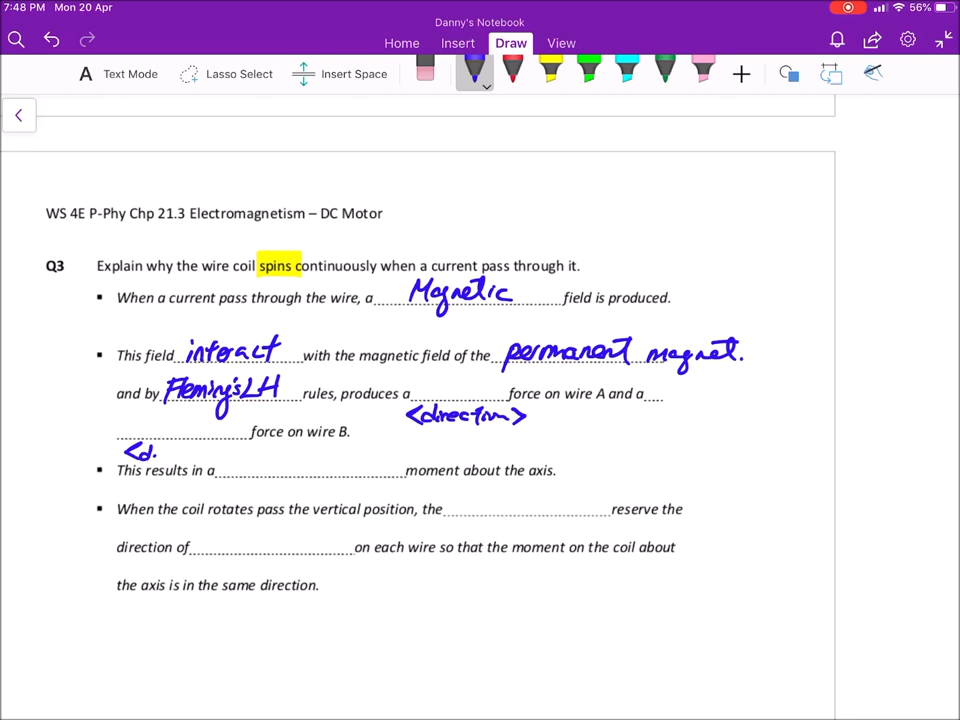 7:48 PM Mon 20 Apr 56%
Danny's Notebook
Home Insert Draw View
A Text Mode Lasso Select Insert Space
WS 4E P-Phy Chp 21.3 Electromagnetism – DC Motor
Q3 Explain why the wire coil spins continuously when a current pass through it.
▪ When a current pass through the wire, a Magnetic field is produced.
▪ This field interact with the magnetic field of the permanent magnet.
and by Fleming's LH rules, produces a force on wire A and a
<direction>
force on wire B.
<d.
▪ This results in a moment about the axis.
▪ When the coil rotates pass the vertical position, the reserve the
direction of on each wire so that the moment on the coil about
the axis is in the same direction.